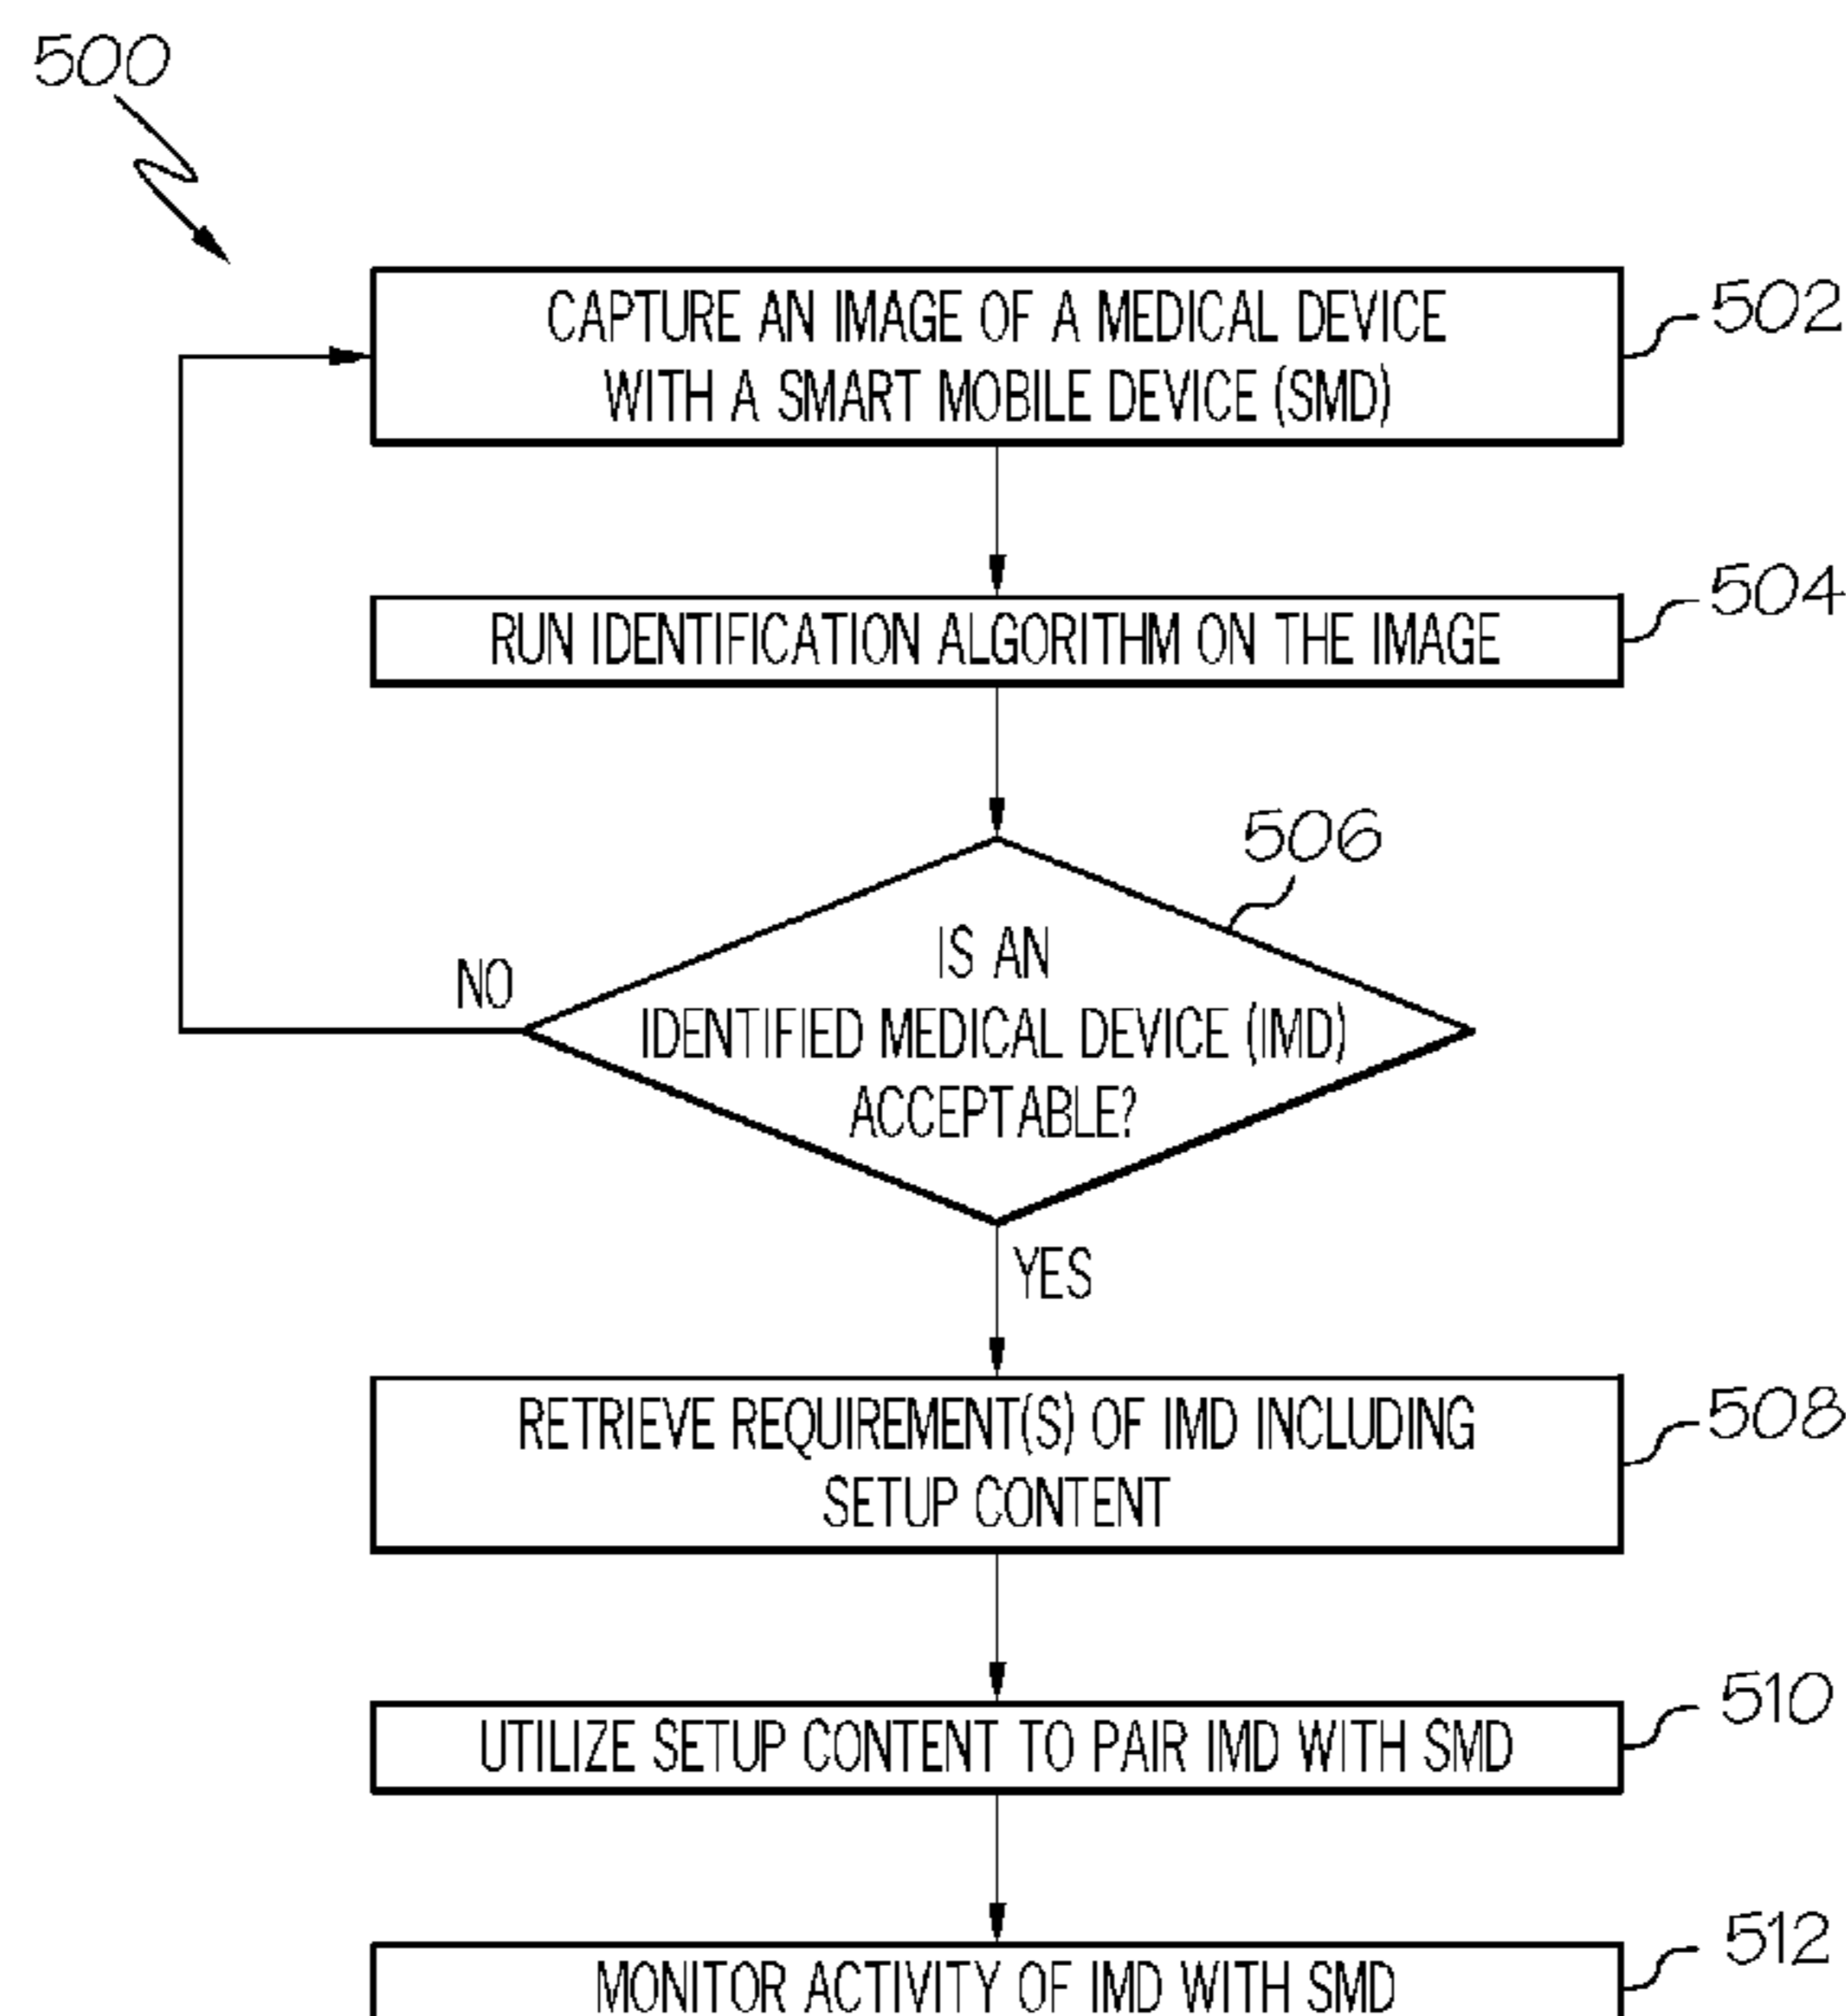 500
CAPTURE AN IMAGE OF A MEDICAL DEVICE
WITH A SMART MOBILE DEVICE (SMD)
502
RUN IDENTIFICATION ALGORITHM ON THE IMAGE
504
506
IS AN
IDENTIFIED MEDICAL DEVICE (IMD)
ACCEPTABLE?
NO
YES
RETRIEVE REQUIREMENT(S) OF IMD INCLUDING
SETUP CONTENT
508
UTILIZE SETUP CONTENT TO PAIR IMD WITH SMD
510
MONITOR ACTIVITY OF IMD WITH SMD
512